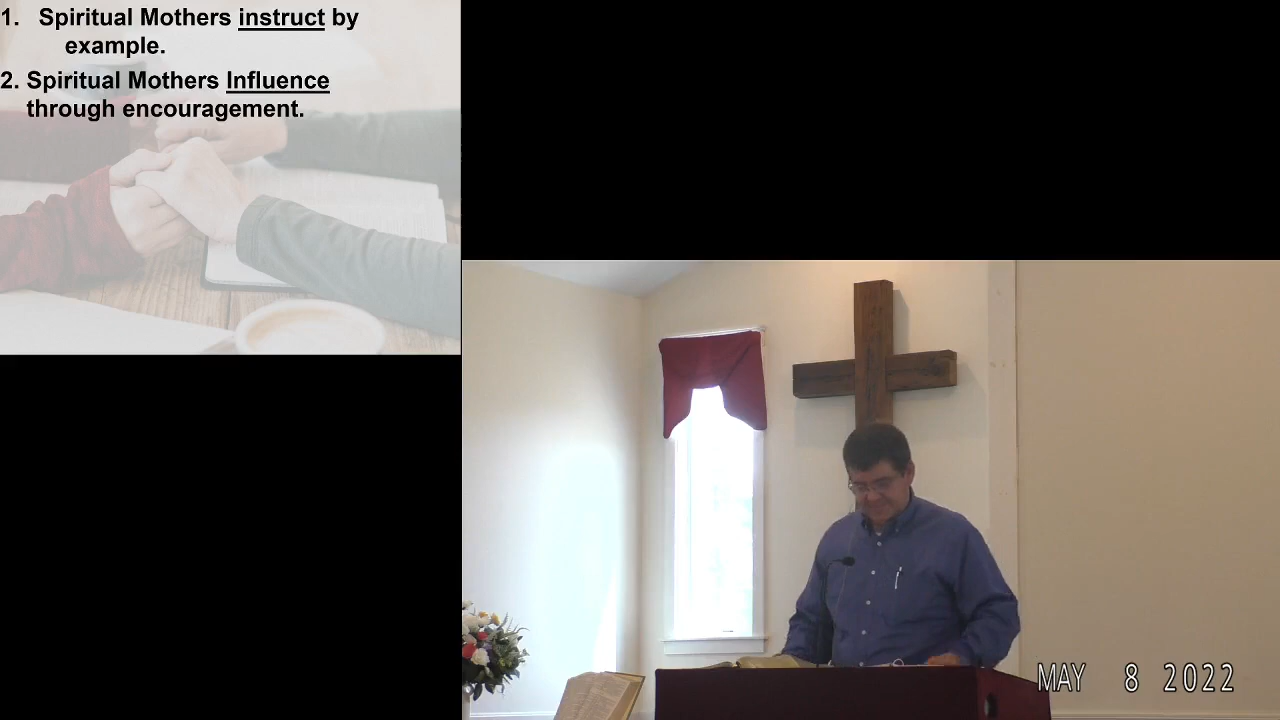 1. Spiritual Mothers instruct by
example.
2. Spiritual Mothers Influence
through encouragement.
MAY 8 2022